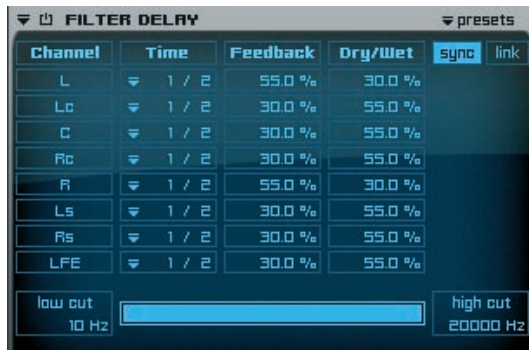 FILTER DELAY presets
Channel Time Feedback Dry/Wet sync link
L 1 / 2 55.0 % 30.0 %
Lc 1 / 2 30.0 % 55.0 %
C 1 / 2 30.0 % 55.0 %
Rc 1 / 2 30.0 % 55.0 %
R 1 / 2 55.0 % 30.0 %
Ls 1 / 2 30.0 % 55.0 %
Rs 1 / 2 30.0 % 55.0 %
LFE 1 / 2 30.0 % 55.0 %
low cut high cut
10 Hz 20000 Hz